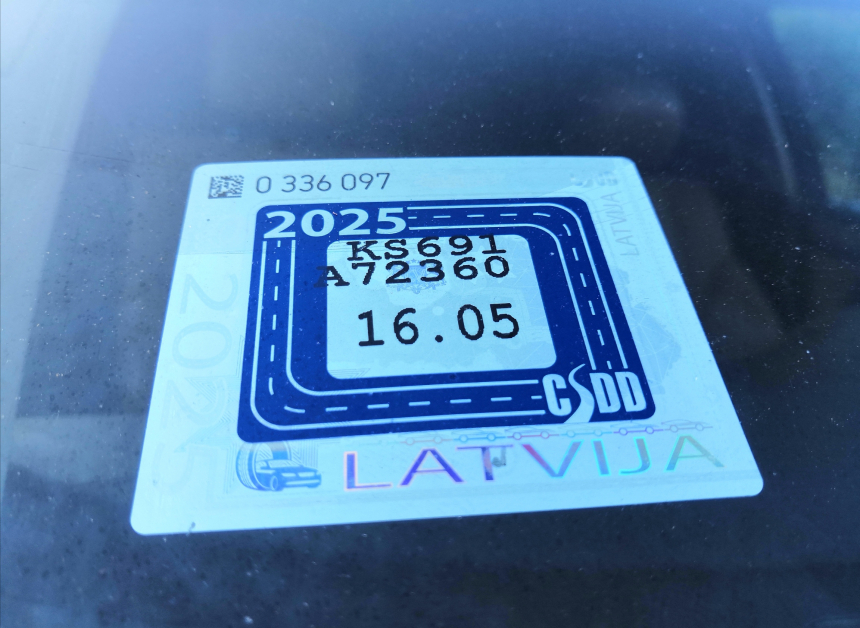 0 336 097
2025
KS691
A72360
16.05
CSDD
LATVIJA
LATVIJA
2025